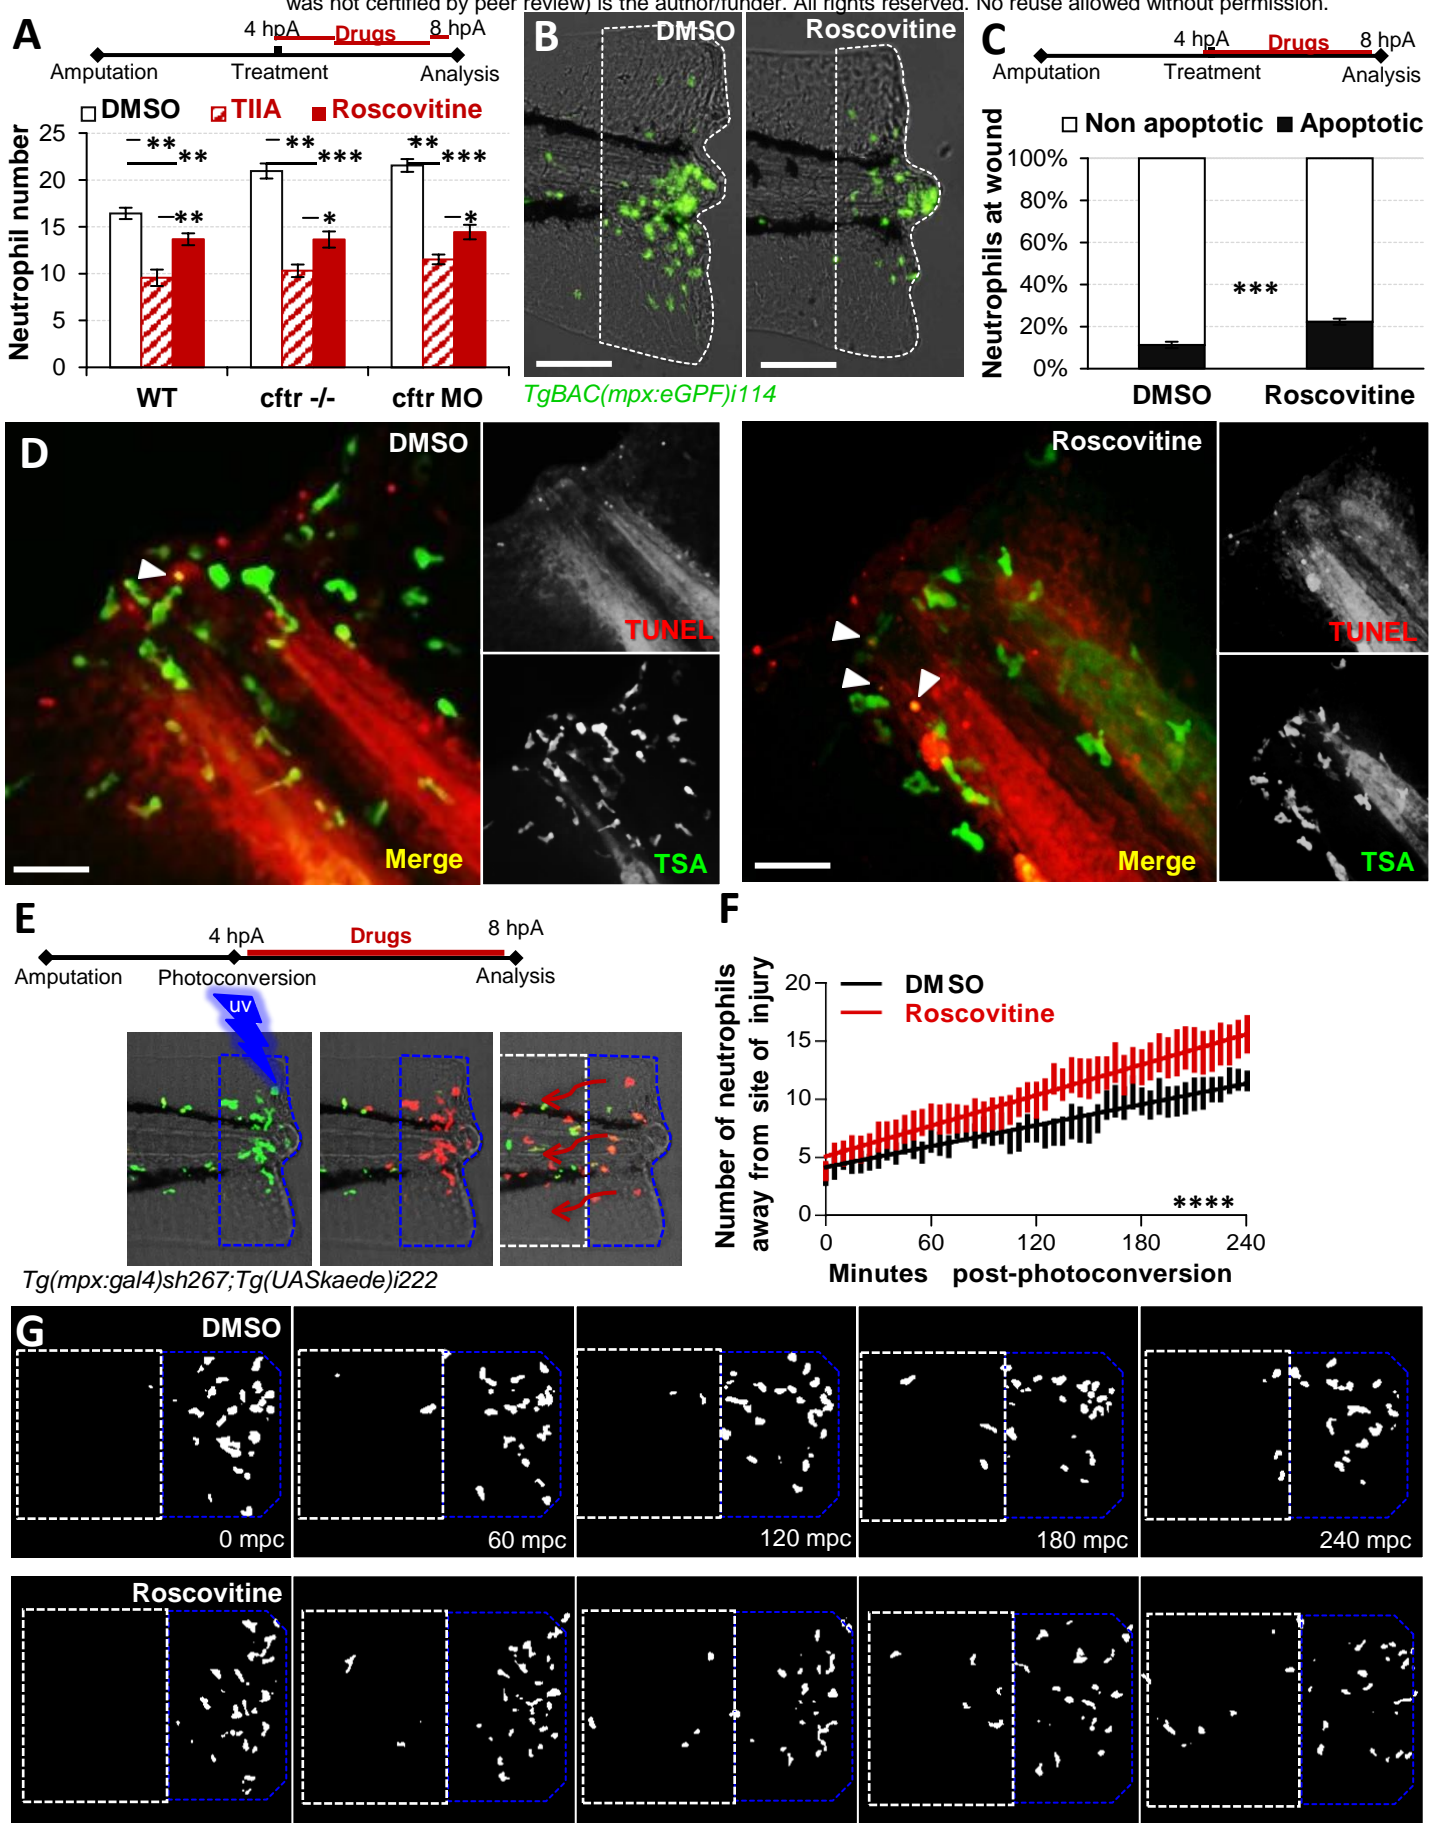 was not certified by peer review) is the author/funder. All rights reserved. No reuse allowed without permission.
A
4 hpA
Drugs
8 hpA
Amputation
Treatment
Analysis
DMSO
TIIA
Roscovitine
Neutrophil number
25
20
15
10
5
0
– ** **
– ** ***
** ***
–**
–*
–*
WT
cftr -/-
cftr MO
B
DMSO
Roscovitine
TgBAC(mpx:eGPF)i114
C
4 hpA
Drugs
8 hpA
Amputation
Treatment
Analysis
Non apoptotic
Apoptotic
Neutrophils at wound
100%
80%
60%
40%
20%
0%
***
DMSO
Roscovitine
D
DMSO
Merge
TUNEL
TSA
Roscovitine
Merge
TUNEL
TSA
E
4 hpA
Drugs
8 hpA
Amputation
Photoconversion
Analysis
uv
Tg(mpx:gal4)sh267;Tg(UASkaede)i222
F
Number of neutrophils
away from site of injury
20
15
10
5
0
DMSO
Roscovitine
****
0
60
120
180
240
Minutes post-photoconversion
G
DMSO
0 mpc
60 mpc
120 mpc
180 mpc
240 mpc
Roscovitine